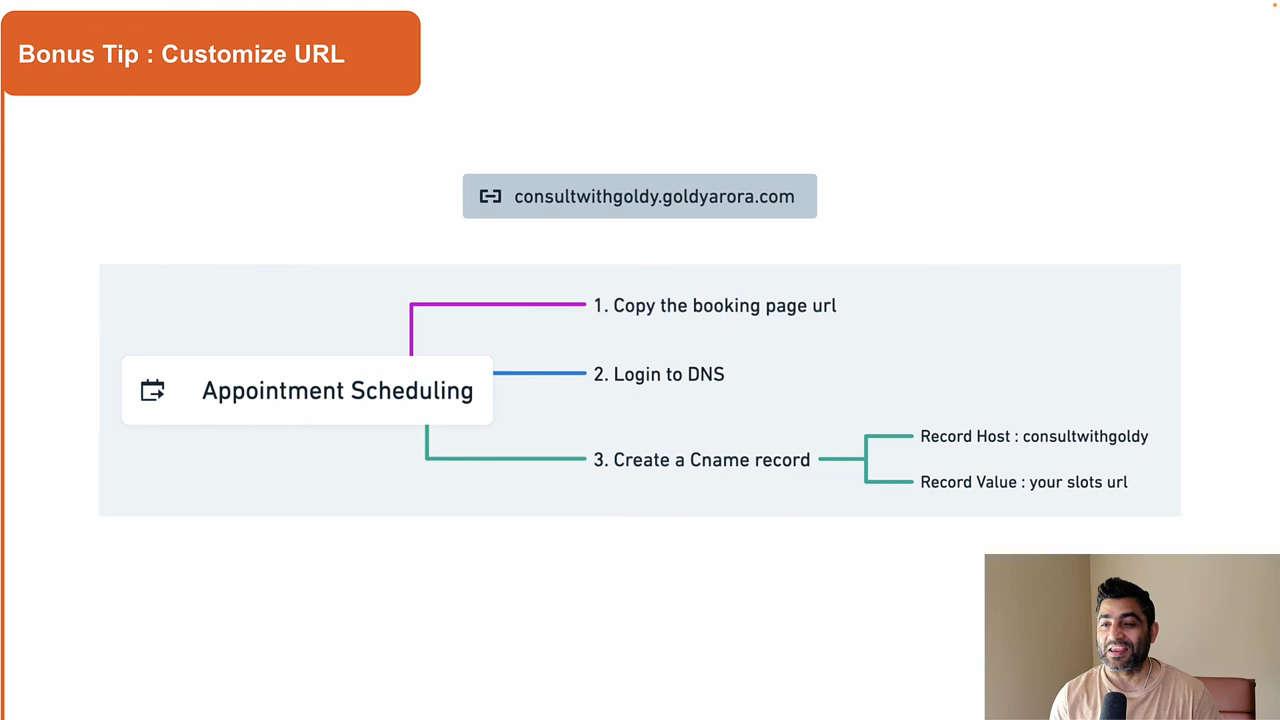 Bonus Tip : Customize URL
consultwithgoldy.goldyarora.com
1. Copy the booking page url
2. Login to DNS
Appointment Scheduling
Record Host : consultwithgoldy
3. Create a Cname record
Record Value : your slots url